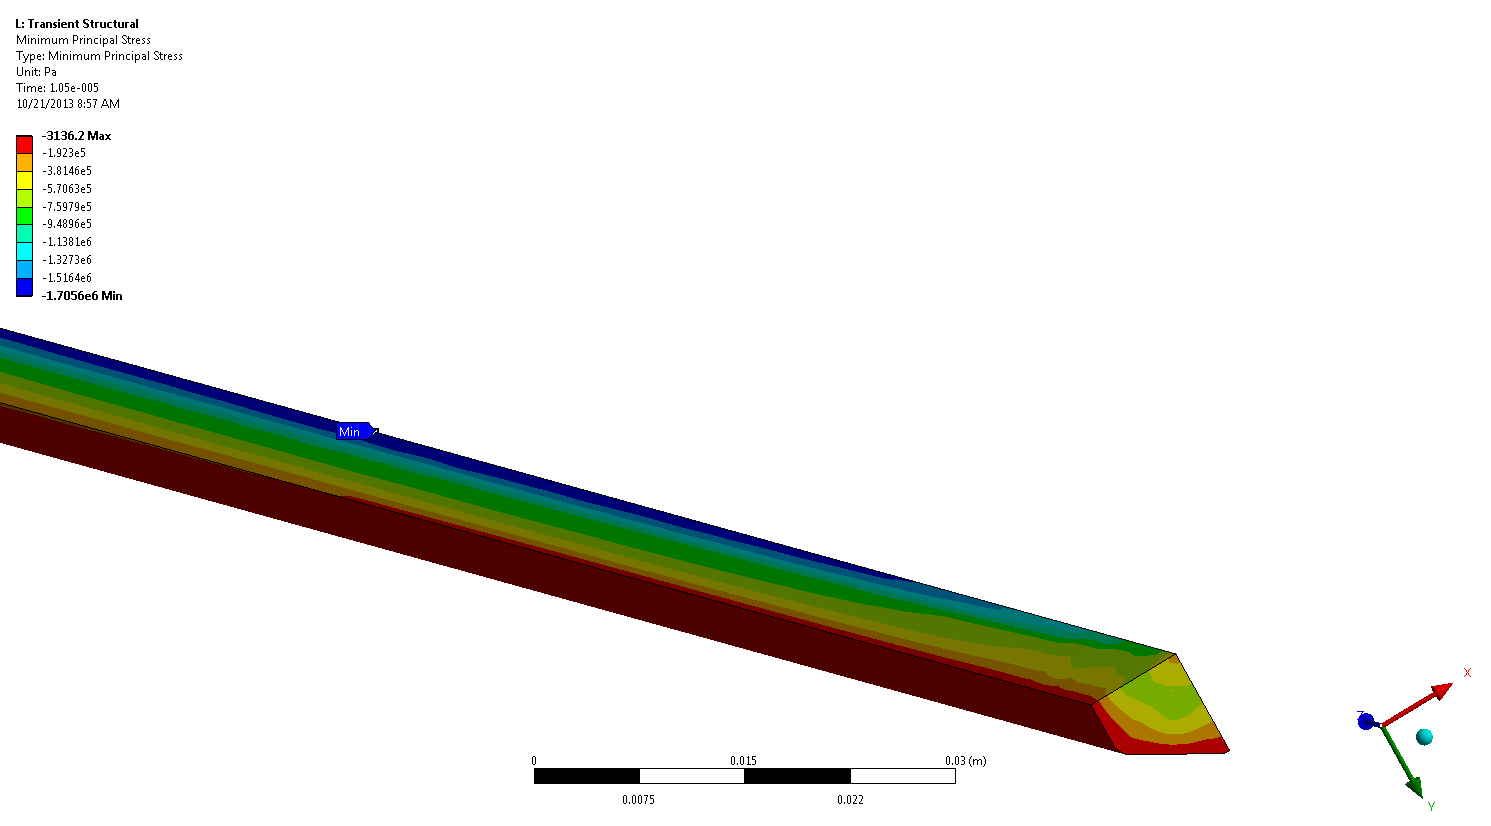 L: Transient Structural
Minimum Principal Stress
Type: Minimum Principal Stress
Unit: Pa
Time: 1.05e-005
10/21/2013 8:57 AM
-3136.2 Max
-1.923e5
-3.8146e5
-5.7063e5
-7.5979e5
-9.4896e5
-1.1381e6
-1.3273e6
-1.5164e6
-1.7056e6 Min
Min
0 0.015 0.03 (m)
0.0075 0.022
X
Z
Y